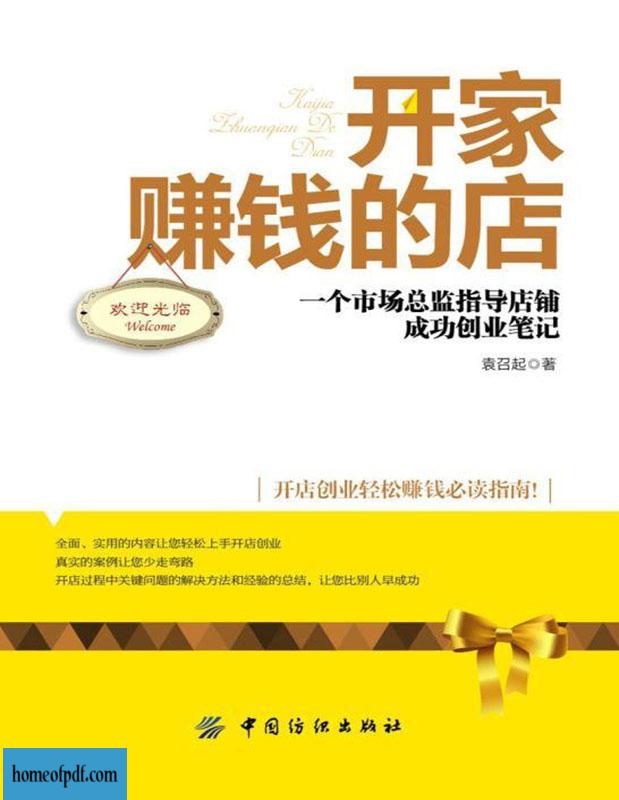 Kaijia
Zhuanqian De
Dian
开家
赚钱的店
欢迎光临
Welcome
一个市场总监指导店铺
成功创业笔记
袁召起◎著
开店创业轻松赚钱必读指南!
全面、实用的内容让您轻松上手开店创业
真实的案例让您少走弯路
开店过程中关键问题的解决方法和经验的总结，让您比别人早成功
中国纺织出版社
homeofpdf.com